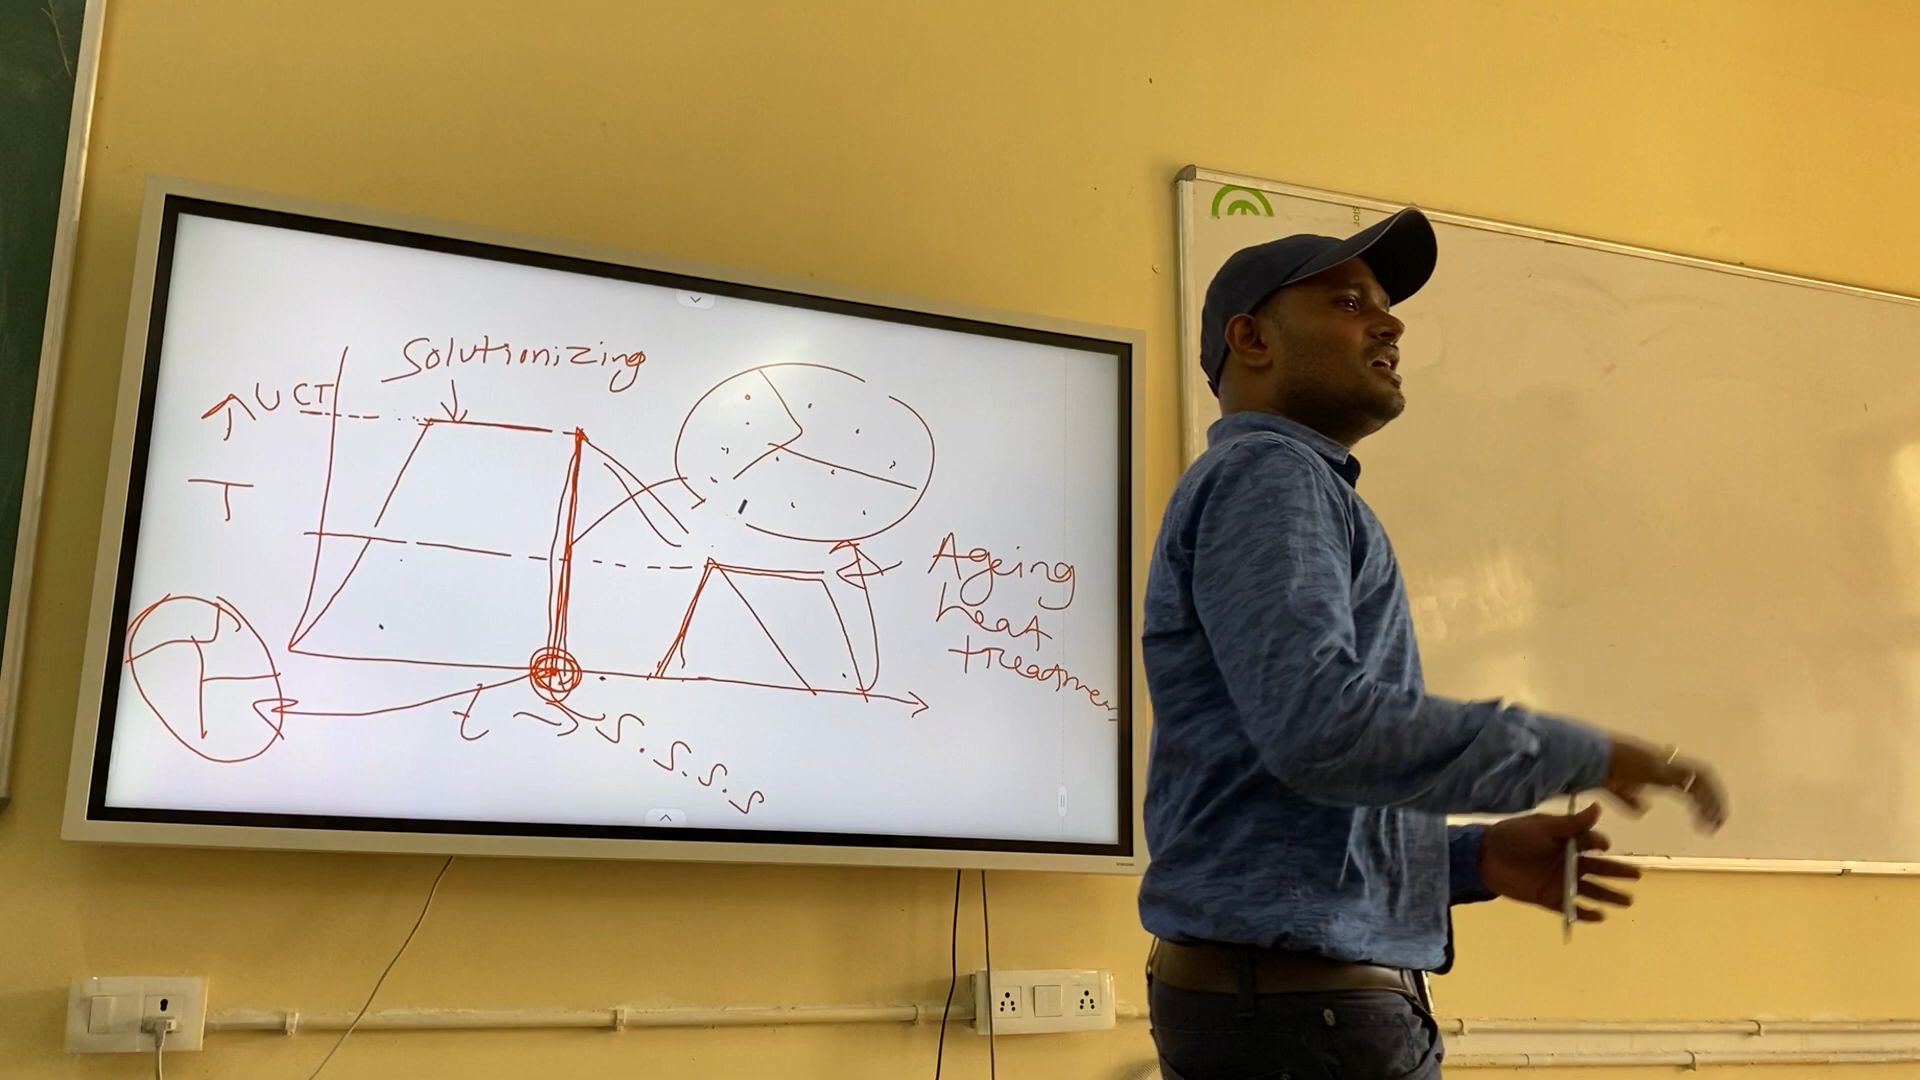 Solutionizing
UCT
T
Ageing
heat
treatmen
t
S.S.S.S